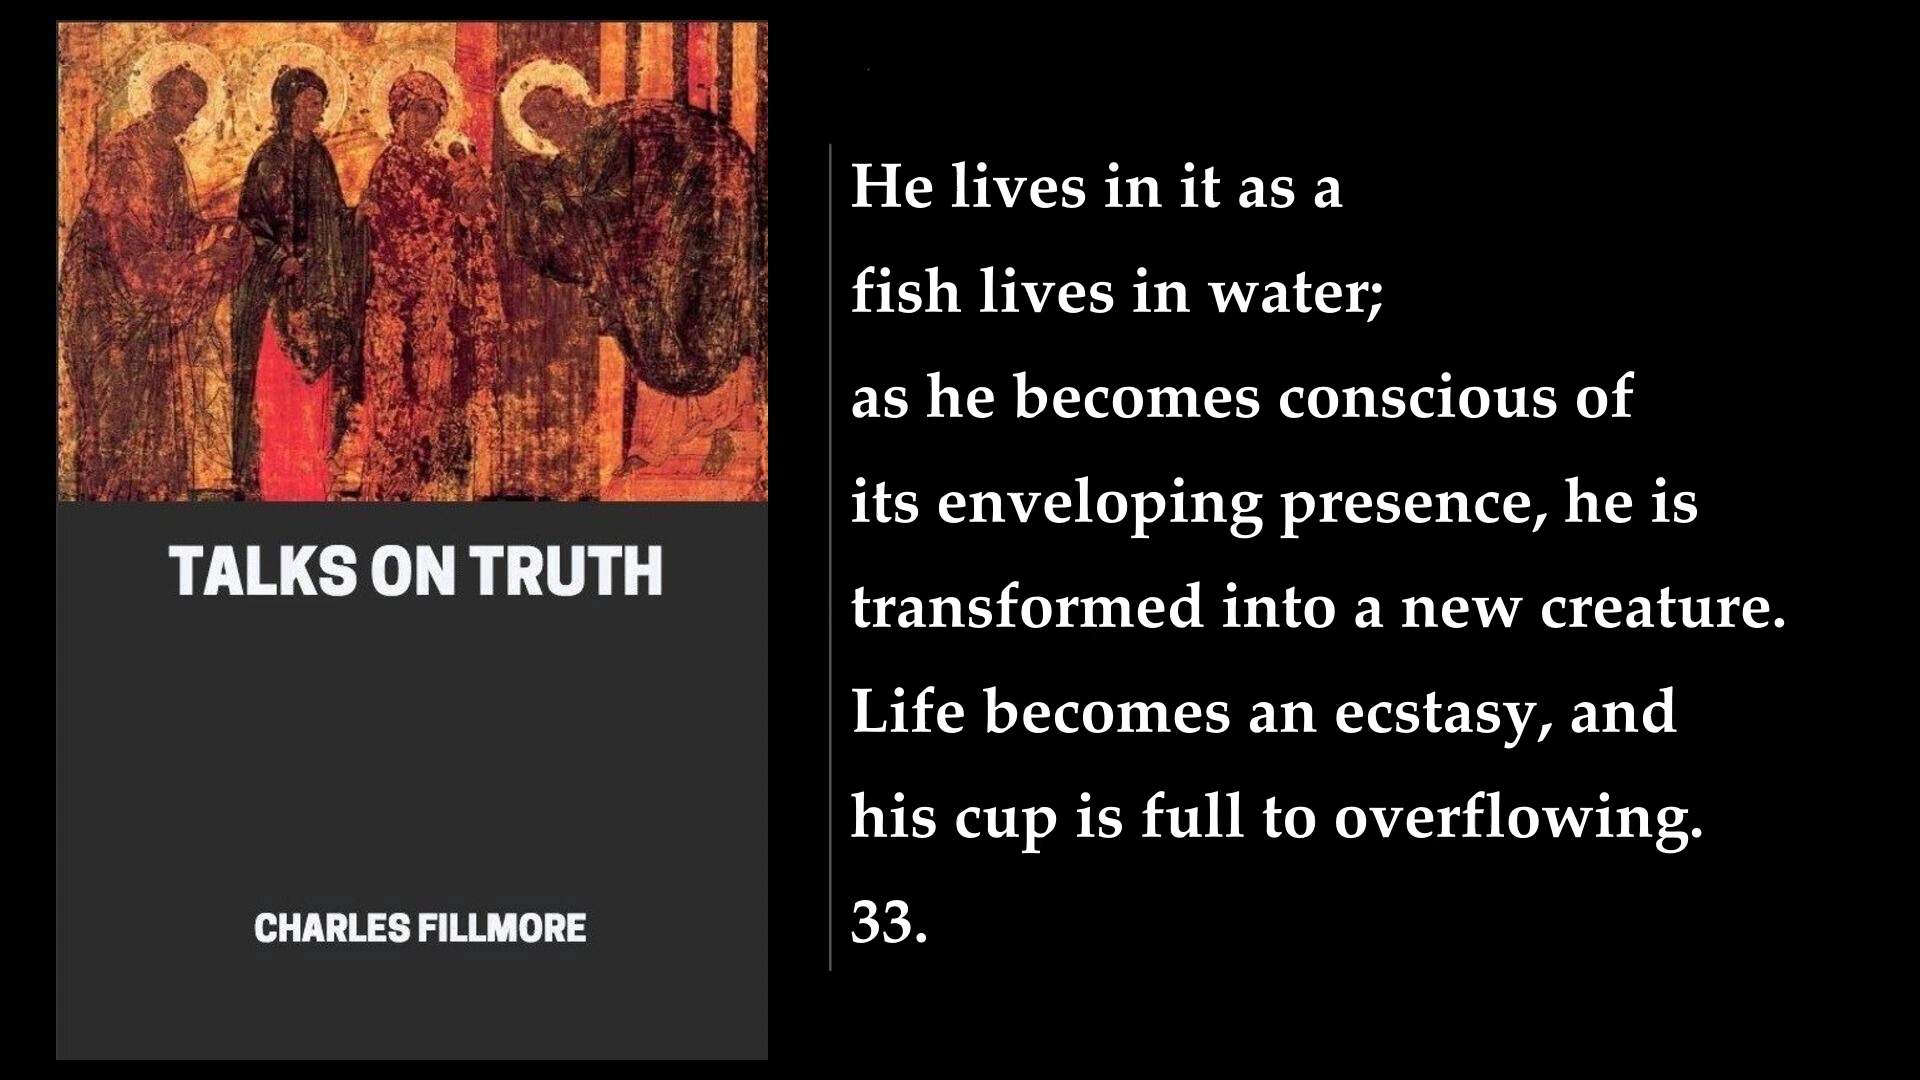 TALKS ON TRUTH
CHARLES FILLMORE
He lives in it as a
fish lives in water;
as he becomes conscious of
its enveloping presence, he is
transformed into a new creature.
Life becomes an ecstasy, and
his cup is full to overflowing.
33.